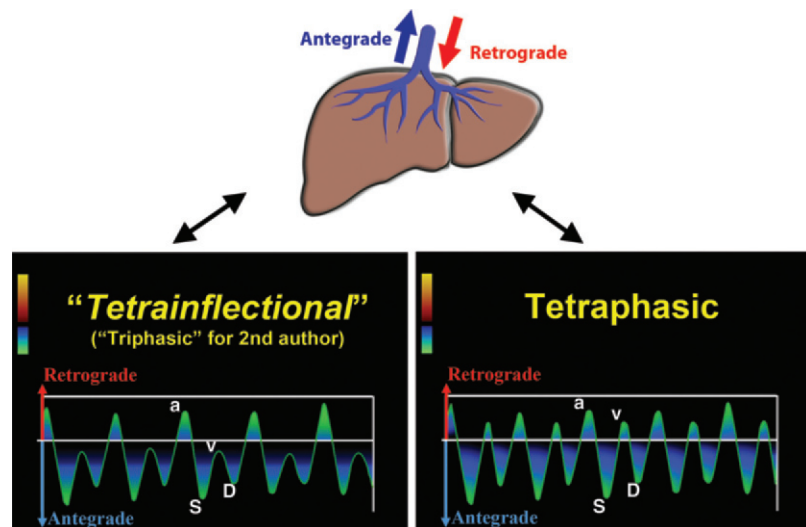 Antegrade
Retrograde
“Tetrainflectional”
(“Triphasic” for 2nd author)
Retrograde
a
v
D
S
Antegrade
Tetraphasic
Retrograde
a
v
D
S
Antegrade